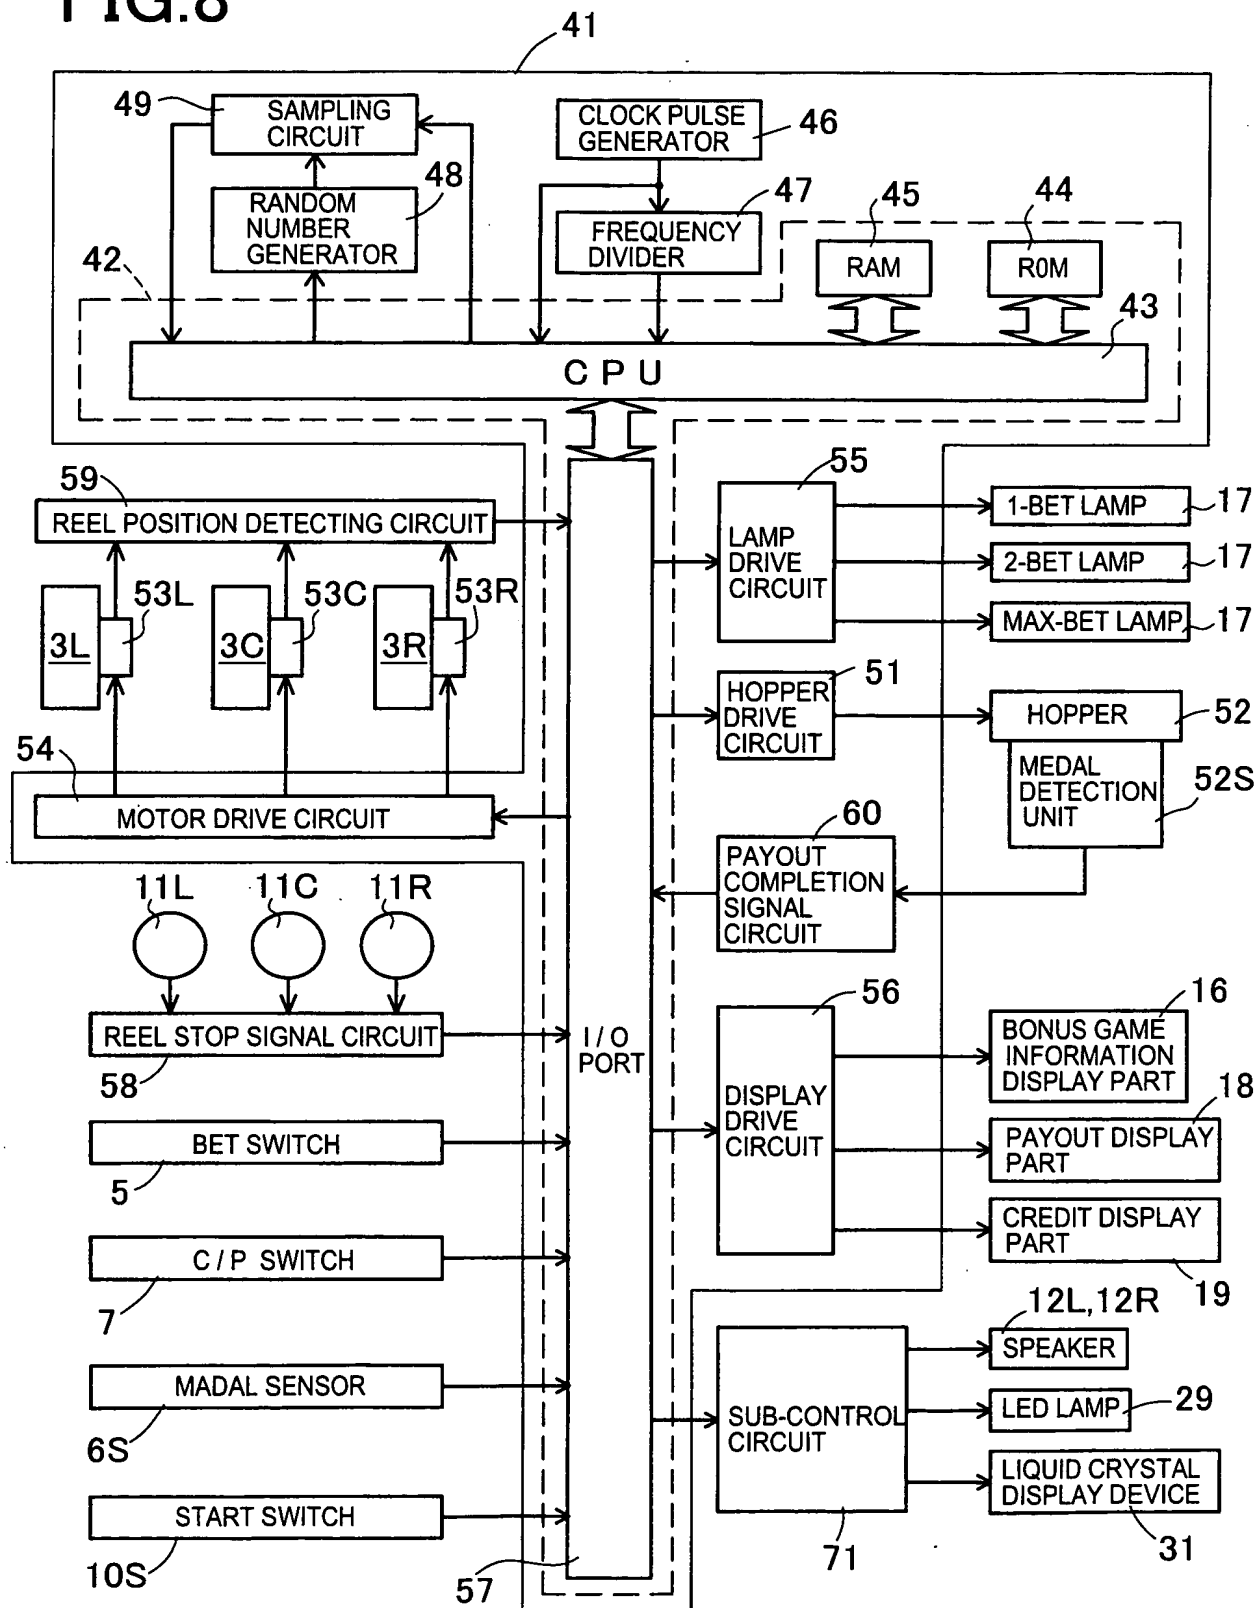 FIG.8
41
49
SAMPLING
CIRCUIT
CLOCK PULSE
GENERATOR
46
48
RANDOM
NUMBER
GENERATOR
47
FREQUENCY
DIVIDER
45
RAM
44
R0M
42
43
CPU
59
REEL POSITION DETECTING CIRCUIT
3L
53L
3C
53C
3R
53R
54
MOTOR DRIVE CIRCUIT
11L
11C
11R
REEL STOP SIGNAL CIRCUIT
58
BET SWITCH
5
C / P SWITCH
7
MADAL SENSOR
6S
START SWITCH
10S
I / O
PORT
57
55
LAMP
DRIVE
CIRCUIT
1-BET LAMP
17
2-BET LAMP
17
MAX-BET LAMP
17
51
HOPPER
DRIVE
CIRCUIT
HOPPER
52
MEDAL
DETECTION
UNIT
52S
60
PAYOUT
COMPLETION
SIGNAL
CIRCUIT
56
DISPLAY
DRIVE
CIRCUIT
16
BONUS GAME
INFORMATION
DISPLAY PART
18
PAYOUT DISPLAY
PART
CREDIT DISPLAY
PART
19
SUB-CONTROL
CIRCUIT
71
12L,12R
SPEAKER
LED LAMP
29
LIQUID CRYSTAL
DISPLAY DEVICE
31